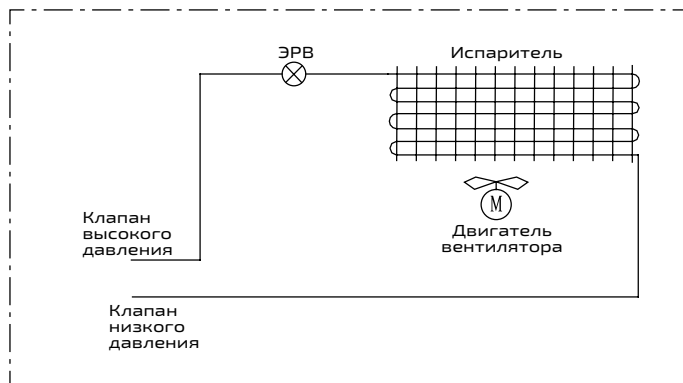 ЭРВ
Испаритель
M
Двигатель
вентилятора
Клапан
высокого
давления
Клапан
низкого
давления